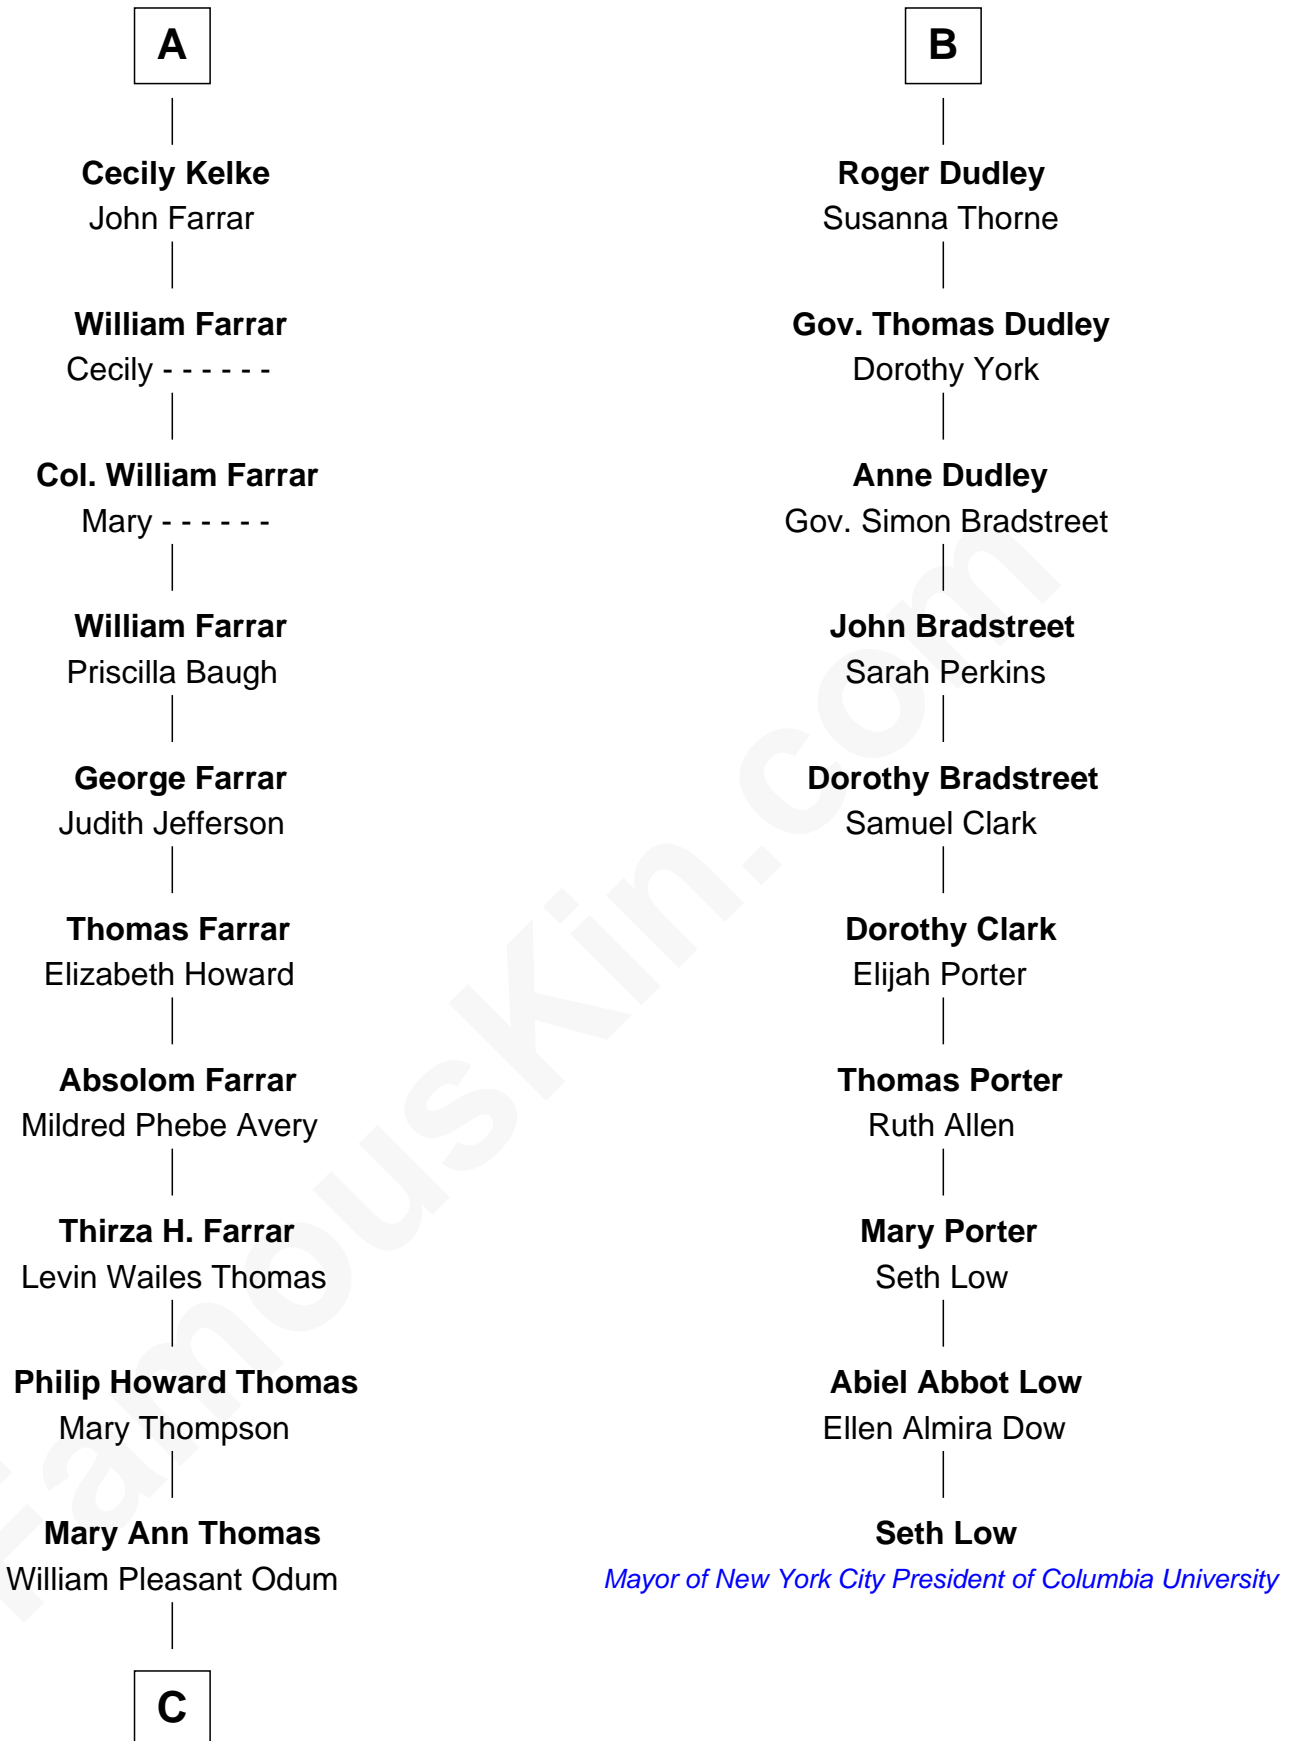 A
Cecily Kelke
John Farrar
William Farrar
Cecily - - - - - -
Col. William Farrar
Mary - - - - - -
William Farrar
Priscilla Baugh
George Farrar
Judith Jefferson
Thomas Farrar
Elizabeth Howard
Absolom Farrar
Mildred Phebe Avery
Thirza H. Farrar
Levin Wailes Thomas
Philip Howard Thomas
Mary Thompson
Mary Ann Thomas
William Pleasant Odum
C
B
Roger Dudley
Susanna Thorne
Gov. Thomas Dudley
Dorothy York
Anne Dudley
Gov. Simon Bradstreet
John Bradstreet
Sarah Perkins
Dorothy Bradstreet
Samuel Clark
Dorothy Clark
Elijah Porter
Thomas Porter
Ruth Allen
Mary Porter
Seth Low
Abiel Abbot Low
Ellen Almira Dow
Seth Low
Mayor of New York City President of Columbia University
FamousKin.com